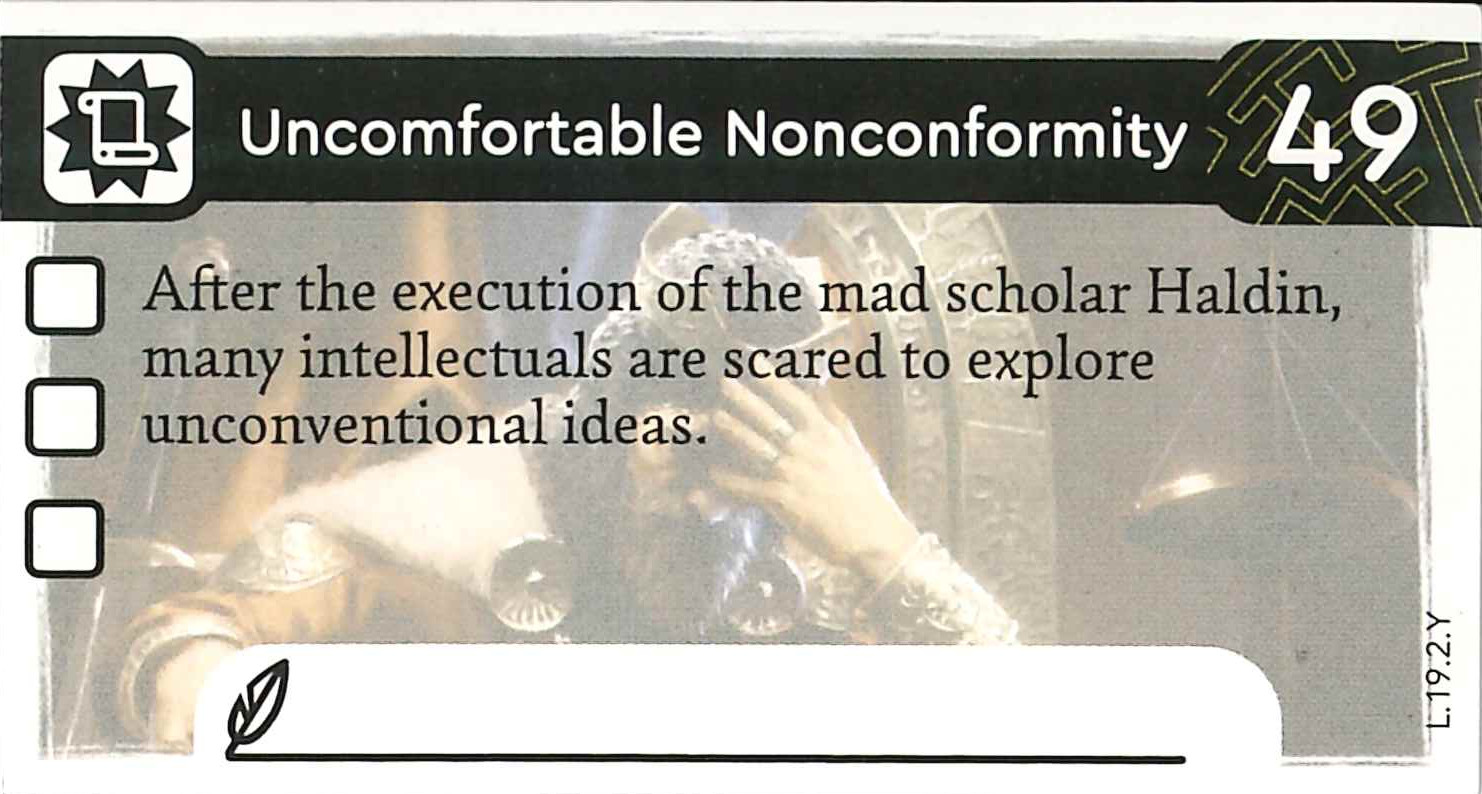 Uncomfortable Nonconformity
49
After the execution of the mad scholar Haldin,
many intellectuals are scared to explore
unconventional ideas.
L.19.2.Y